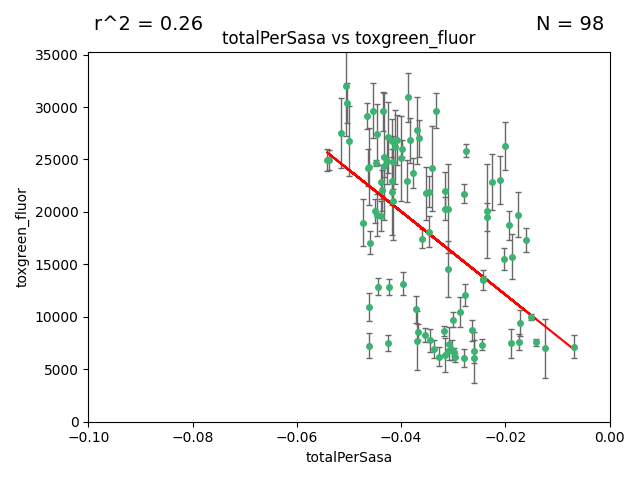 r^2 = 0.26
N = 98
totalPerSasa vs toxgreen_fluor
35000
30000
25000
20000
15000
10000
5000
0
toxgreen_fluor
−0.10
−0.08
−0.06
−0.04
−0.02
0.00
totalPerSasa